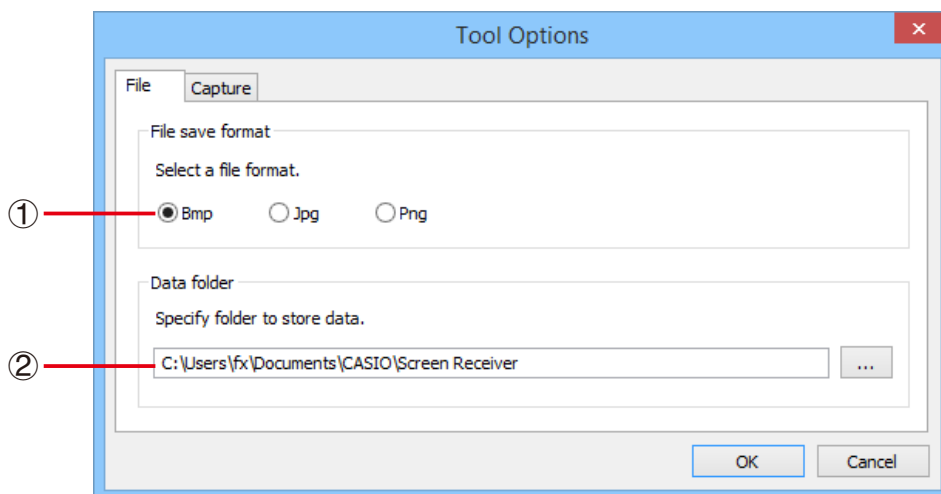 Tool Options
File Capture
File save format
Select a file format.
① Bmp Jpg Png
Data folder
Specify folder to store data.
② C:\Users\fx\Documents\CASIO\Screen Receiver ...
OK Cancel